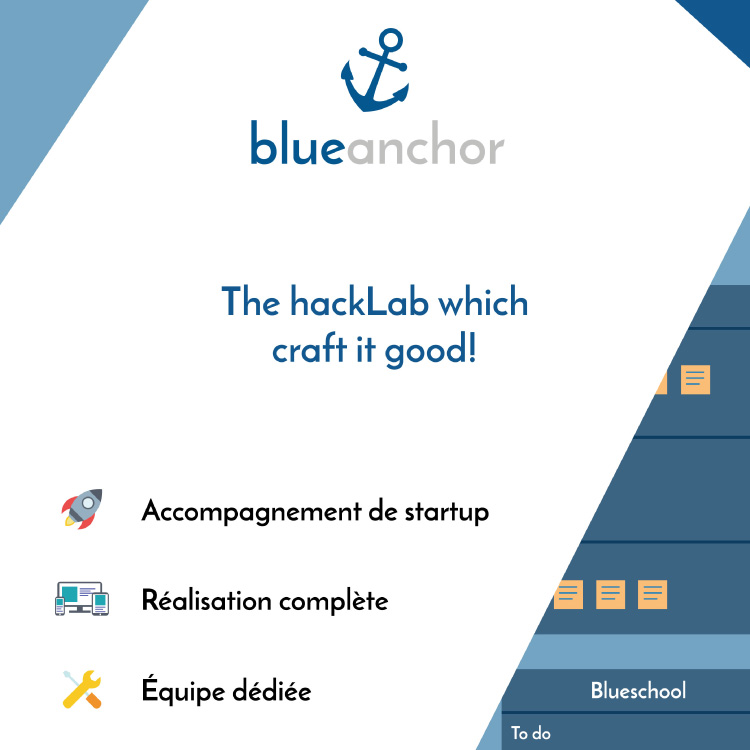 blueanchor
The hackLab which
craft it good!
Accompagnement de startup
Réalisation complète
Équipe dédiée
Blueschool
To do